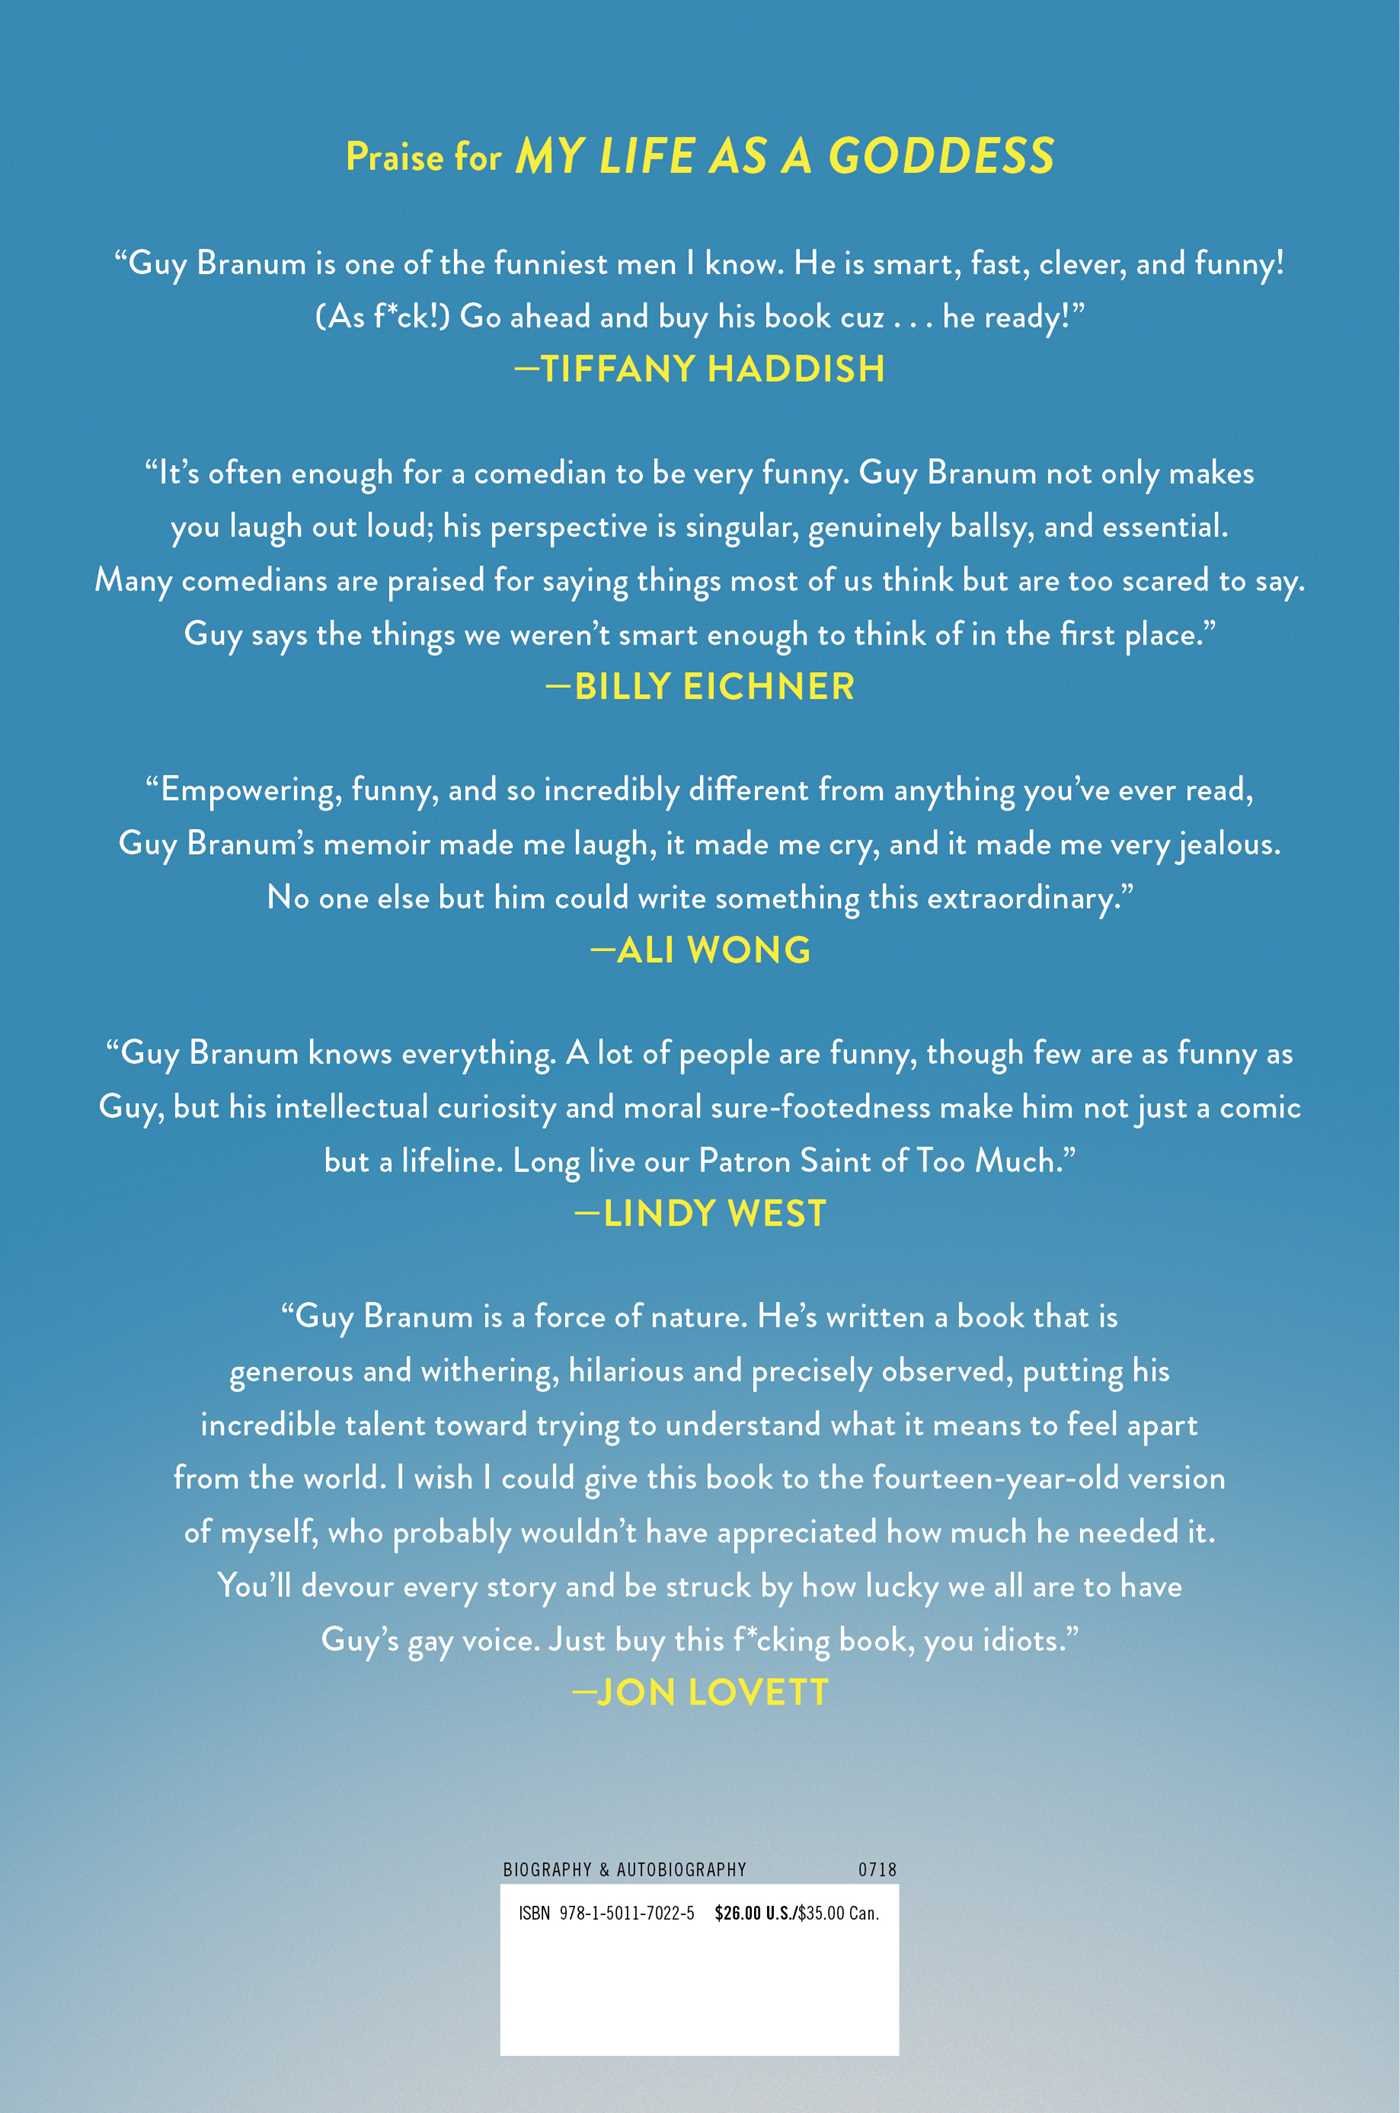 Praise for MY LIFE AS A GODDESS
“Guy Branum is one of the funniest men I know. He is smart, fast, clever, and funny!
(As f*ck!) Go ahead and buy his book cuz . . . he ready!”
—TIFFANY HADDISH
“It’s often enough for a comedian to be very funny. Guy Branum not only makes
you laugh out loud; his perspective is singular, genuinely ballsy, and essential.
Many comedians are praised for saying things most of us think but are too scared to say.
Guy says the things we weren’t smart enough to think of in the first place.”
—BILLY EICHNER
“Empowering, funny, and so incredibly different from anything you’ve ever read,
Guy Branum’s memoir made me laugh, it made me cry, and it made me very jealous.
No one else but him could write something this extraordinary.”
—ALI WONG
“Guy Branum knows everything. A lot of people are funny, though few are as funny as
Guy, but his intellectual curiosity and moral sure-footedness make him not just a comic
but a lifeline. Long live our Patron Saint of Too Much.”
—LINDY WEST
“Guy Branum is a force of nature. He’s written a book that is
generous and withering, hilarious and precisely observed, putting his
incredible talent toward trying to understand what it means to feel apart
from the world. I wish I could give this book to the fourteen-year-old version
of myself, who probably wouldn’t have appreciated how much he needed it.
You’ll devour every story and be struck by how lucky we all are to have
Guy’s gay voice. Just buy this f*cking book, you idiots.”
—JON LOVETT
BIOGRAPHY & AUTOBIOGRAPHY 0718
ISBN 978-1-5011-7022-5 $26.00 U.S./$35.00 Can.